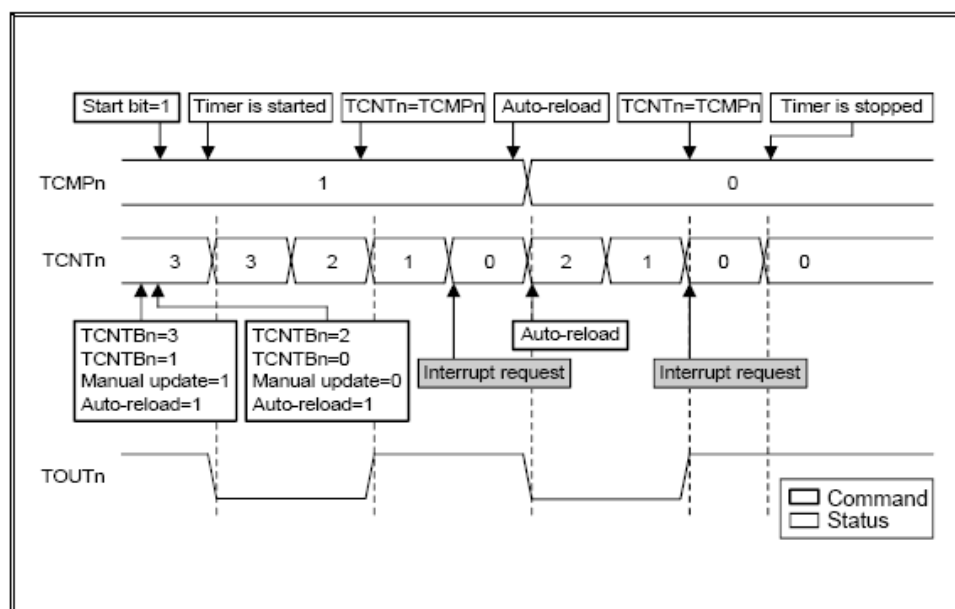 Start bit=1
Timer is started
TCNTn=TCMPn
Auto-reload
TCNTn=TCMPn
Timer is stopped
TCMPn
1
0
TCNTn
3
3
2
1
0
2
1
0
0
TCNTBn=3
TCNTBn=1
Manual update=1
Auto-reload=1
TCNTBn=2
TCNTBn=0
Manual update=0
Auto-reload=1
Interrupt request
Auto-reload
Interrupt request
TOUTn
Command
Status